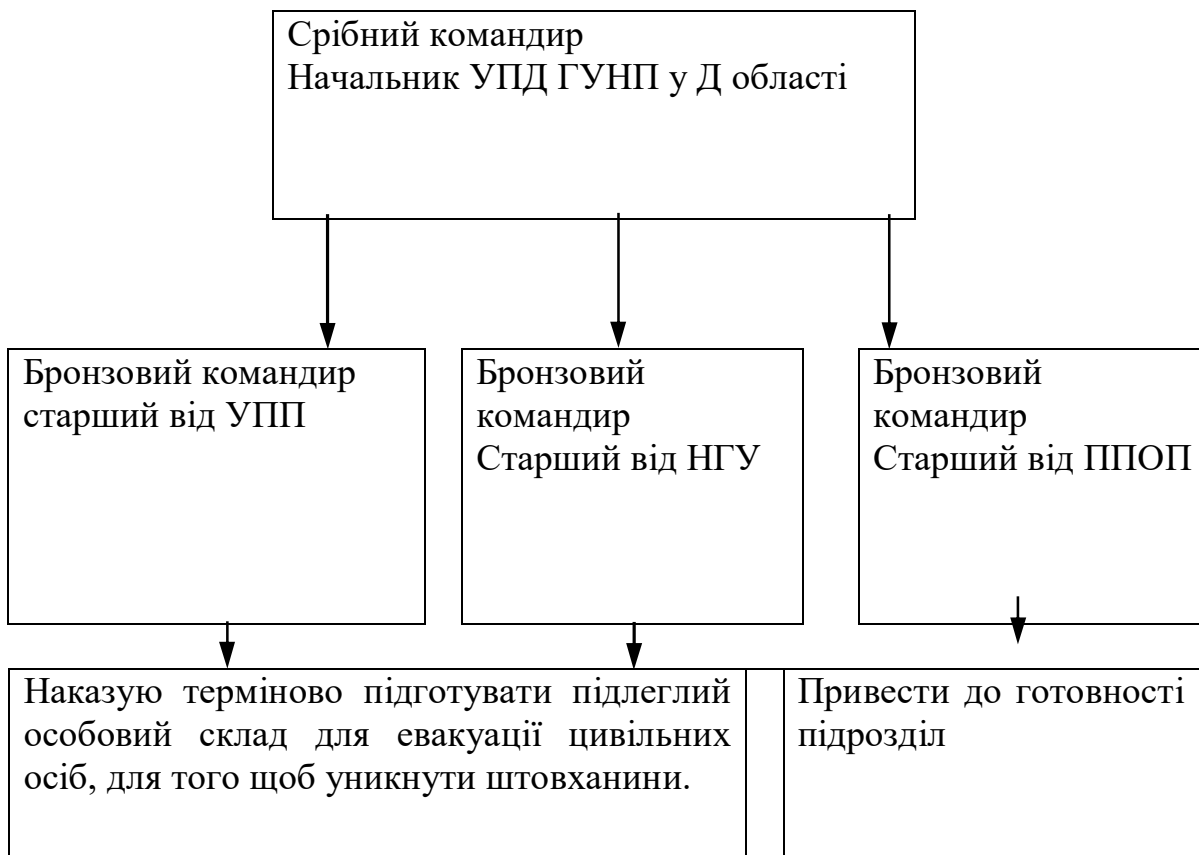 Срібний командир
Начальник УПД ГУНП у Д області
Бронзовий командир
старший від УПП
Бронзовий
командир
Старший від НГУ
Бронзовий
командир
Старший від ППОП
Наказую терміново підготувати підлеглий
особовий склад для евакуації цивільних
осіб, для того щоб уникнути штовханини.
Привести до готовності
підрозділ